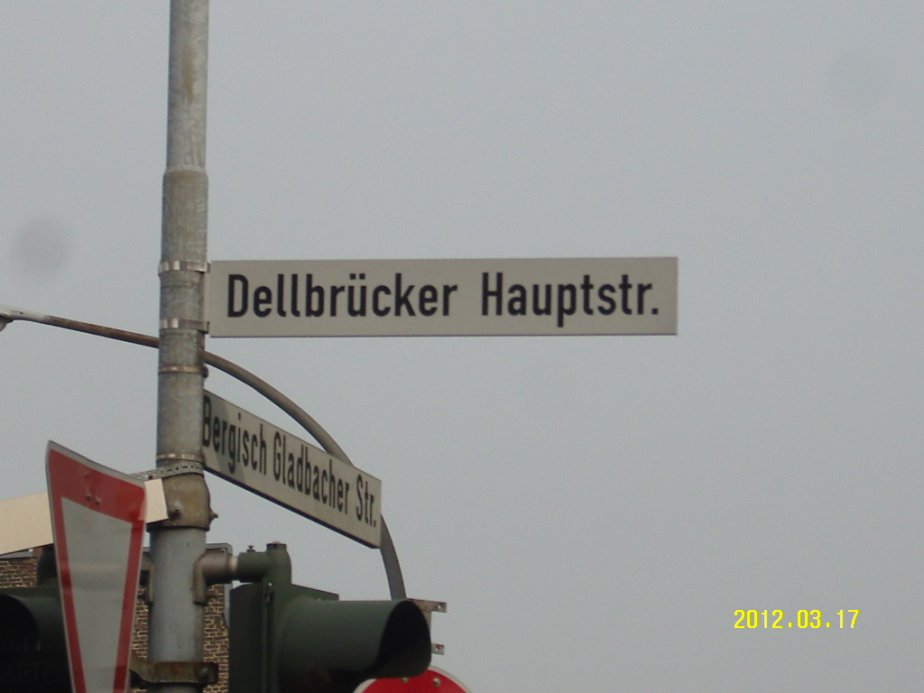 Dellbrücker Hauptstr.
Bergisch Gladbacher Str.
2012.03.17